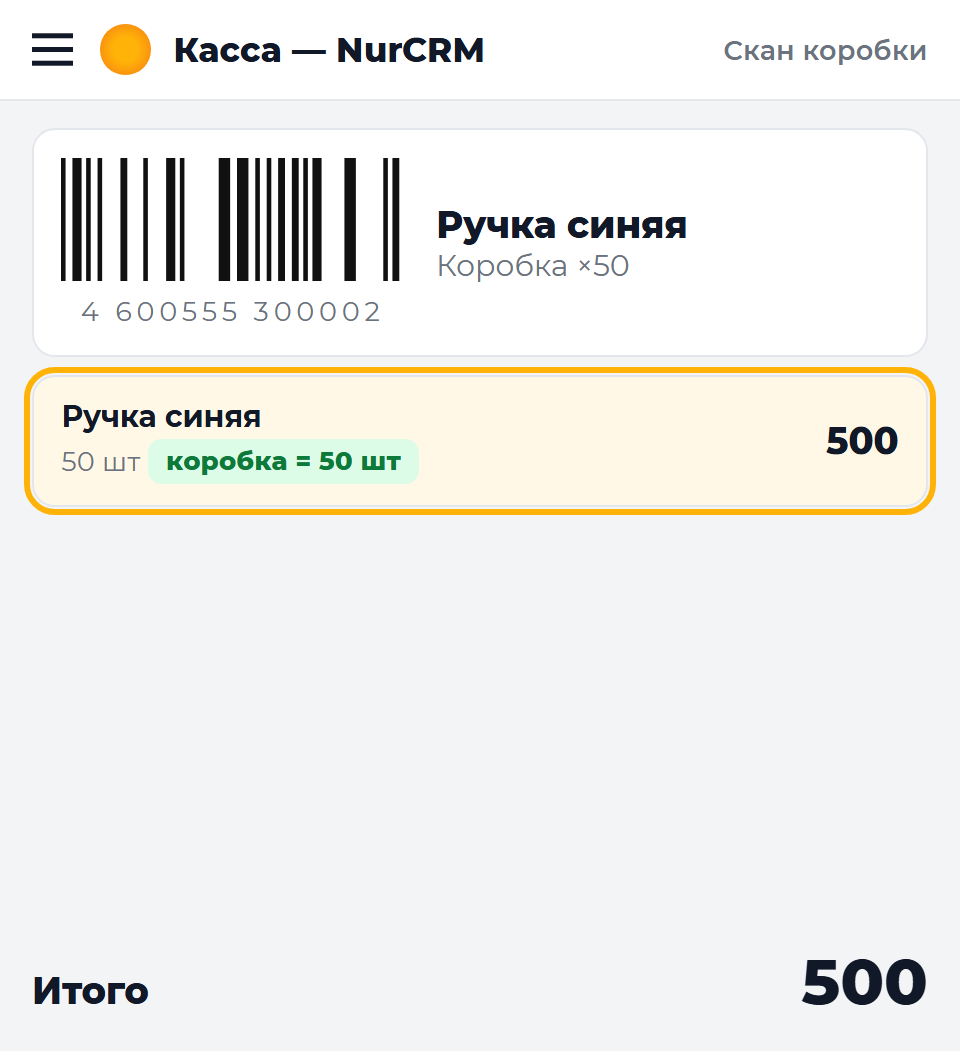 Касса — NurCRM
Скан коробки
Ручка синяя
Коробка ×50
4 600555 300002
Ручка синяя
50 шт коробка = 50 шт
500
Итого
500